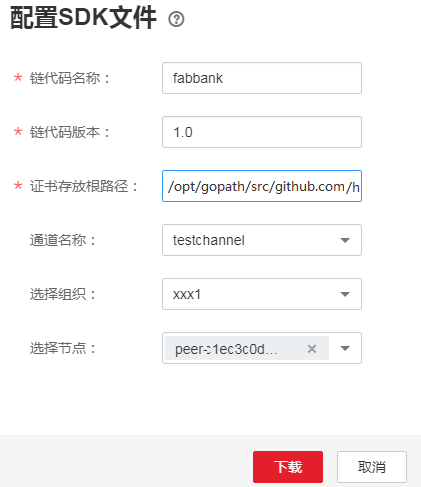 配置SDK文件 ?
* 链代码名称： fabbank
* 链代码版本： 1.0
* 证书存放根路径： /opt/gopath/src/github.com/h
通道名称： testchannel
选择组织： xxx1
选择节点： peer-c1ec3c0d... ×
下载 取消